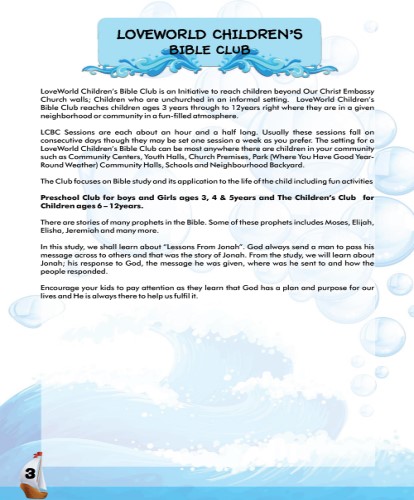 LOVEWORLD CHILDREN'S
BIBLE CLUB
LoveWorld Children's Bible Club is an Initiative to reach children beyond Our Christ Embassy
Church walls; Children who are unchurched in an informal setting. LoveWorld Children's
Bible Club reaches children ages 3 years through to 12years right where they are in a given
neighborhood or community in a fun-filled atmosphere.
LCBC Sessions are each about an hour and a half long. Usually these sessions fall on
consecutive days though they may be set one session a week as you prefer. The setting for a
LoveWorld Children's Bible Club can be most anywhere there are children in your community
such as Community Centers, Youth Halls, Church Premises, Park (Where You Have Good Year-
Round Weather) Community Halls, Schools and Neighbourhood Backyard.
The Club focuses on Bible study and its application to the life of the child including fun activities
Preschool Club for boys and Girls ages 3, 4 & 5years and The Children's Club for
Children ages 6 – 12years.
There are stories of many prophets in the Bible. Some of these prophets includes Moses, Elijah,
Elisha, Jeremiah and many more.
In this study, we shall learn about "Lessons From Jonah". God always send a man to pass his
message across to others and that was the story of Jonah. From the study, we will learn about
Jonah; his response to God, the message he was given, where was he sent to and how the
people responded.
Encourage your kids to pay attention as they learn that God has a plan and purpose for our
lives and He is always there to help us fulfil it.
3